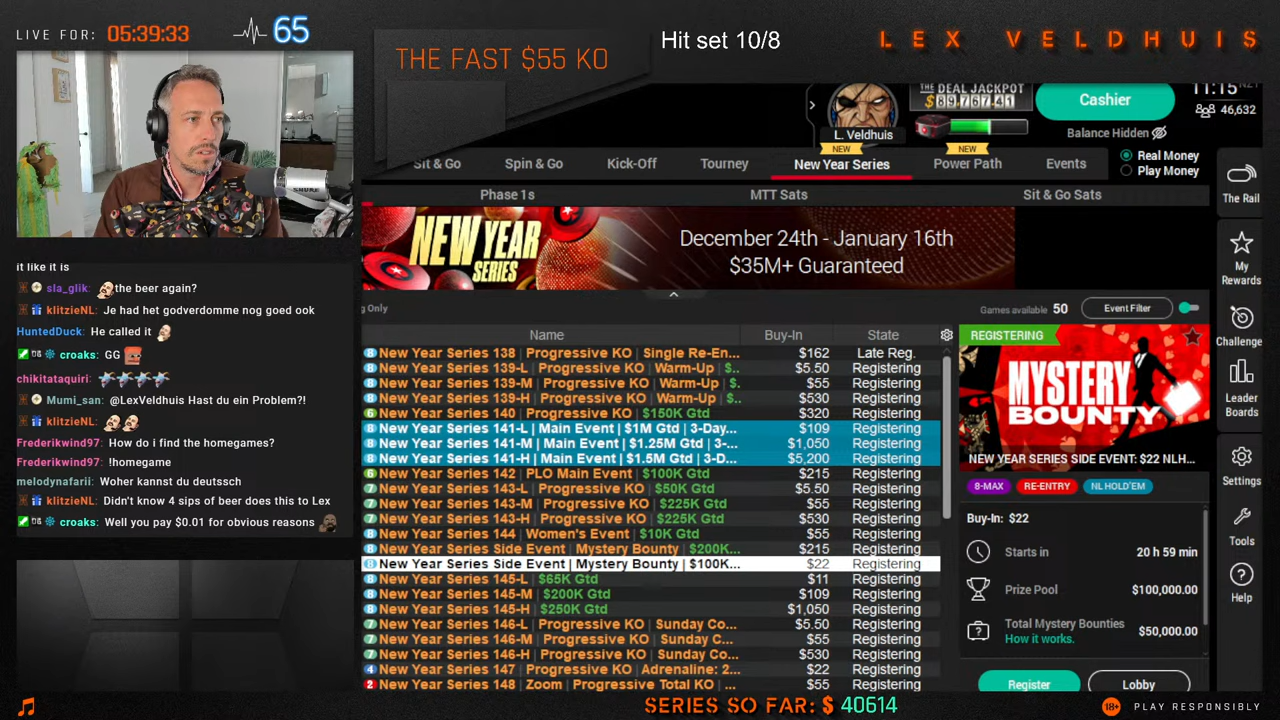 LIVE FOR: 05:39:33 65
THE FAST $55 KO
Hit set 10/8
LEX VELDHUIS
L. Veldhuis
THE DEAL JACKPOT
$89,767.41
Cashier
Balance Hidden
11:15
46,632
NEW
NEW
Sit & Go Spin & Go Kick-Off Tourney New Year Series Power Path Events
Real Money
Play Money
Phase 1s MTT Sats Sit & Go Sats
NEW YEAR
SERIES
December 24th - January 16th
$35M+ Guaranteed
g Only
Games available 50 Event Filter
Name Buy-In State
New Year Series 138 | Progressive KO | Single Re-En... $162 Late Reg.
New Year Series 139-L | Progressive KO | Warm-Up | $.. $5.50 Registering
New Year Series 139-M | Progressive KO | Warm-Up | $. $55 Registering
New Year Series 139-H | Progressive KO | Warm-Up | $.. $530 Registering
New Year Series 140 | Progressive KO | $150K Gtd $320 Registering
New Year Series 141-L | Main Event | $1M Gtd | 3-Day... $109 Registering
New Year Series 141-M | Main Event | $1.25M Gtd | 3-... $1,050 Registering
New Year Series 141-H | Main Event | $1.5M Gtd | 3-D... $5,200 Registering
New Year Series 142 | PLO Main Event | $100K Gtd $215 Registering
New Year Series 143-L | Progressive KO | $50K Gtd $5.50 Registering
New Year Series 143-M | Progressive KO | $225K Gtd $55 Registering
New Year Series 143-H | Progressive KO | $225K Gtd $530 Registering
New Year Series 144 | Women's Event | $10K Gtd $55 Registering
New Year Series Side Event | Mystery Bounty | $200K... $215 Registering
New Year Series Side Event | Mystery Bounty | $100K... $22 Registering
New Year Series 145-L | $65K Gtd $11 Registering
New Year Series 145-M | $200K Gtd $109 Registering
New Year Series 145-H | $250K Gtd $1,050 Registering
New Year Series 146-L | Progressive KO | Sunday Co... $5.50 Registering
New Year Series 146-M | Progressive KO | Sunday C... $55 Registering
New Year Series 146-H | Progressive KO | Sunday Co... $530 Registering
New Year Series 147 | Progressive KO | Adrenaline: 2... $22 Registering
New Year Series 148 | Zoom | Progressive Total KO | ... $55 Registering
REGISTERING
MYSTERY
BOUNTY
NEW YEAR SERIES SIDE EVENT: $22 NLH...
8-MAX RE-ENTRY NL HOLD'EM
Buy-In: $22
Starts in 20 h 59 min
Prize Pool $100,000.00
Total Mystery Bounties $50,000.00
How it works.
Register Lobby
The Rail
My
Rewards
Challenge
Leader
Boards
Settings
Tools
Help
SHURE
it like it is
sla_glik: the beer again?
klitzieNL: Je had het godverdomme nog goed ook
HuntedDuck: He called it
croaks: GG
chikitataquiri:
Mumi_san: @LexVeldhuis Hast du ein Problem?!
klitzieNL:
Frederikwind97: How do i find the homegames?
Frederikwind97: !homegame
melodynafarii: Woher kannst du deutssch
klitzieNL: Didn't know 4 sips of beer does this to Lex
croaks: Well you pay $0.01 for obvious reasons
SERIES SO FAR: $ 40614
18+ PLAY RESPONSIBLY